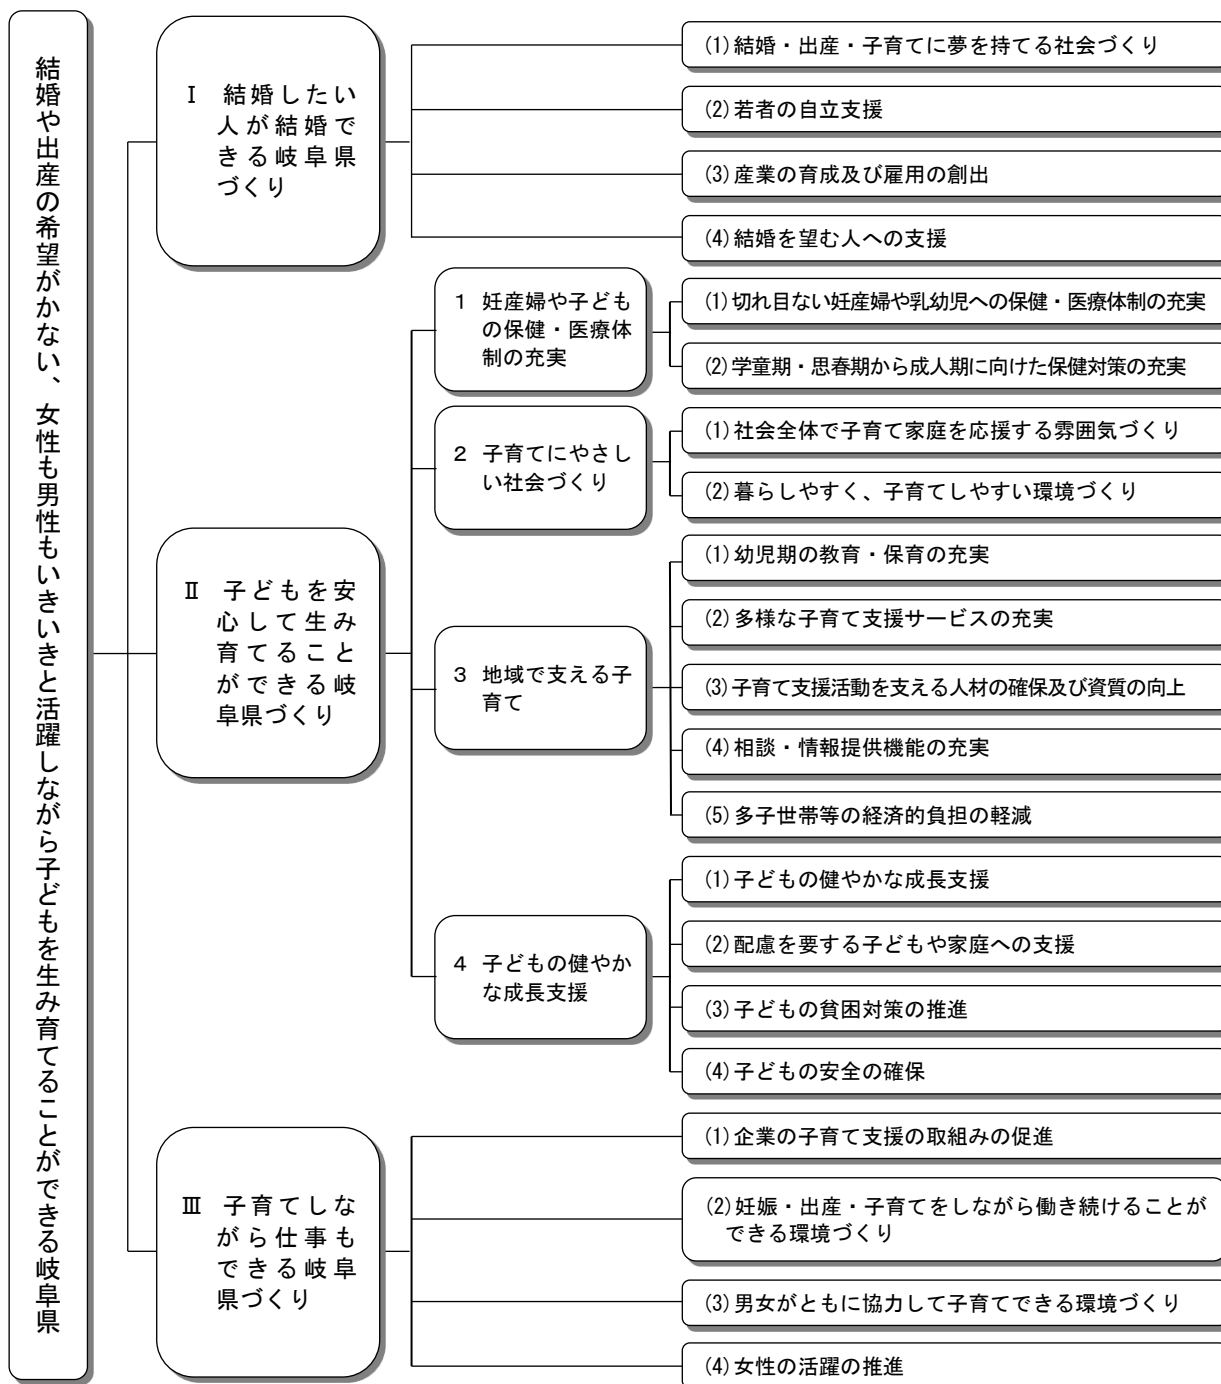 結婚や出産の希望がかない、女性も男性もいきいきと活躍しながら子どもを生み育てることができる岐阜県
Ⅰ 結婚したい
人が結婚で
きる岐阜県
づくり
(1)結婚・出産・子育てに夢を持てる社会づくり
(2)若者の自立支援
(3)産業の育成及び雇用の創出
(4)結婚を望む人への支援
Ⅱ 子どもを安
心して生み
育てること
ができる岐
阜県づくり
1 妊産婦や子ども
の保健・医療体
制の充実
(1)切れ目ない妊産婦や乳幼児への保健・医療体制の充実
(2)学童期・思春期から成人期に向けた保健対策の充実
2 子育てにやさし
い社会づくり
(1)社会全体で子育て家庭を応援する雰囲気づくり
(2)暮らしやすく、子育てしやすい環境づくり
3 地域で支える子
育て
(1)幼児期の教育・保育の充実
(2)多様な子育て支援サービスの充実
(3)子育て支援活動を支える人材の確保及び資質の向上
(4)相談・情報提供機能の充実
(5)多子世帯等の経済的負担の軽減
4 子どもの健やか
な成長支援
(1)子どもの健やかな成長支援
(2)配慮を要する子どもや家庭への支援
(3)子どもの貧困対策の推進
(4)子どもの安全の確保
Ⅲ 子育てしな
がら仕事も
できる岐阜
県づくり
(1)企業の子育て支援の取組みの促進
(2)妊娠・出産・子育てをしながら働き続けることが
できる環境づくり
(3)男女がともに協力して子育てできる環境づくり
(4)女性の活躍の推進